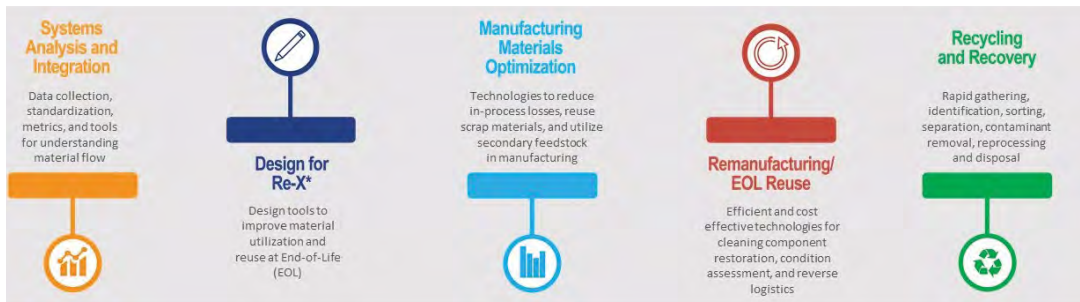 Systems
Analysis and
Integration
Data collection,
standardization,
metrics, and tools
for understanding
material flow
Design for
Re-X*
Design tools to
improve material
utilization and
reuse at End-of-Life
(EOL)
Manufacturing
Materials
Optimization
Technologies to reduce
in-process losses, reuse
scrap materials, and utilize
secondary feedstock
in manufacturing
Remanufacturing/
EOL Reuse
Efficient and cost
effective technologies for
cleaning component
restoration, condition
assessment, and reverse
logistics
Recycling
and Recovery
Rapid gathering,
identification, sorting,
separation, contaminant
removal, reprocessing
and disposal